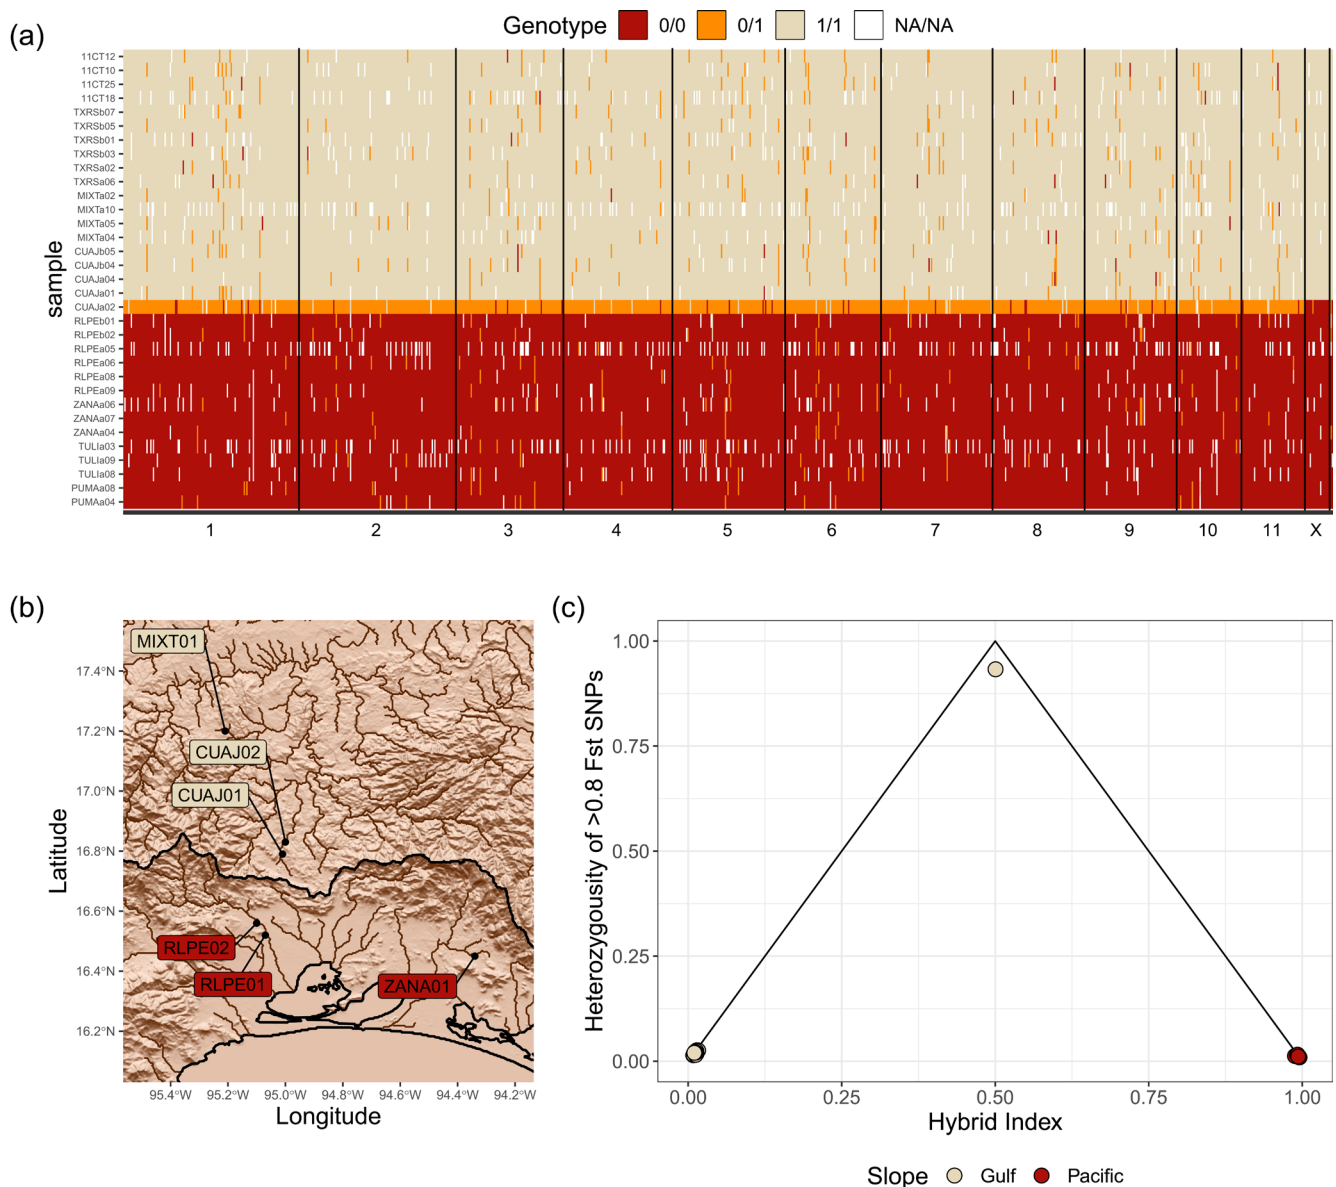 (a)
Genotype 0/0 0/1 1/1 NA/NA
sample
11CT12
11CT10
11CT25
11CT18
TXRSb07
TXRSb05
TXRSb01
TXRSb03
TXRSa02
TXRSa06
MIXTa02
MIXTa10
MIXTa05
MIXTa04
CUAJb05
CUAJb04
CUAJa04
CUAJa01
CUAJa02
RLPEb01
RLPEb02
RLPEa05
RLPEa06
RLPEa08
RLPEa09
ZANAa06
ZANAa07
ZANAa04
TULIa03
TULIa09
TULIa08
PUMAa08
PUMAa04
1 2 3 4 5 6 7 8 9 10 11 X
(b)
Latitude
17.4°N
17.2°N
17.0°N
16.8°N
16.6°N
16.4°N
16.2°N
MIXT01
CUAJ02
CUAJ01
RLPE02
RLPE01
ZANA01
95.4°W 95.2°W 95.0°W 94.8°W 94.6°W 94.4°W 94.2°W
Longitude
(c)
Heterozygousity of >0.8 Fst SNPs
1.00
0.75
0.50
0.25
0.00
0.00 0.25 0.50 0.75 1.00
Hybrid Index
Slope Gulf Pacific